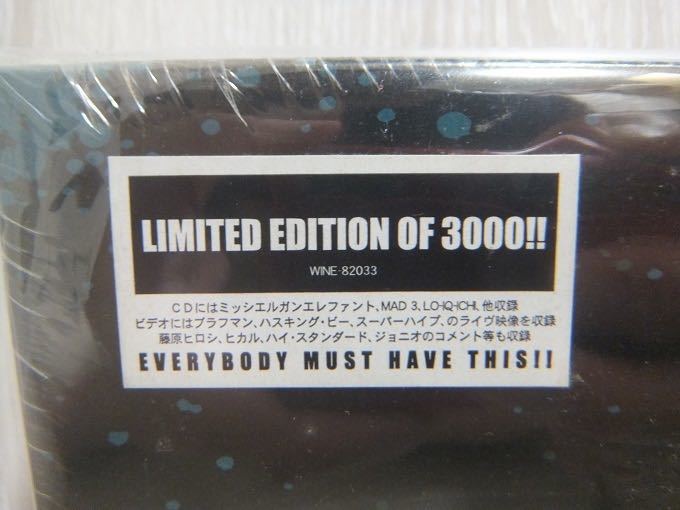 LIMITED EDITION OF 3000!!
WINE-82033
CDにはミッシエルガンエレファント、MAD 3、LO-IQ-ICHI、他収録
ビデオにはブラフマン、ハスキング・ビー、スーパーハイプ、のライヴ映像を収録
藤原ヒロシ、ヒカル、ハイ・スタンダード、ジョニオのコメント等も収録
EVERYBODY MUST HAVE THIS!!